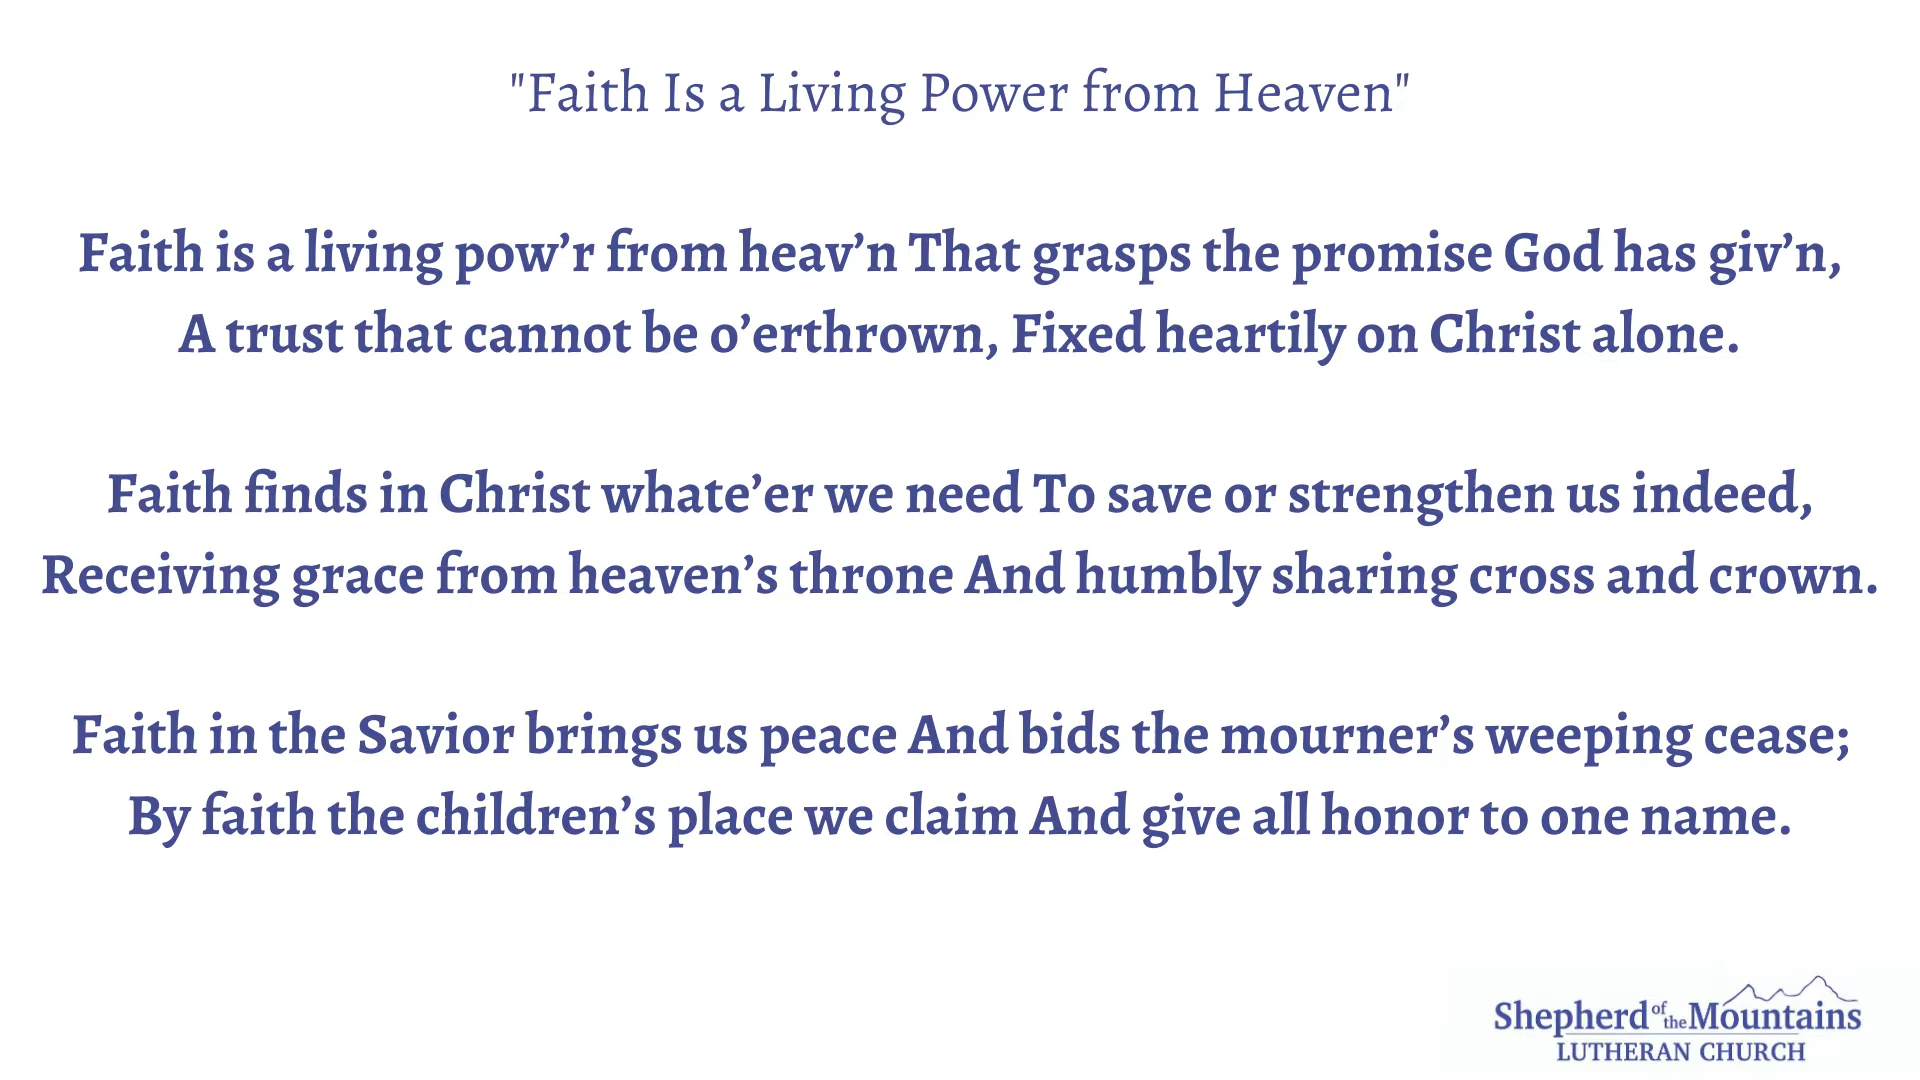 "Faith Is a Living Power from Heaven"
Faith is a living pow’r from heav’n That grasps the promise God has giv’n,
A trust that cannot be o’erthrown, Fixed heartily on Christ alone.
Faith finds in Christ whate’er we need To save or strengthen us indeed,
Receiving grace from heaven’s throne And humbly sharing cross and crown.
Faith in the Savior brings us peace And bids the mourner’s weeping cease;
By faith the children’s place we claim And give all honor to one name.
Shepherd of the Mountains
LUTHERAN CHURCH